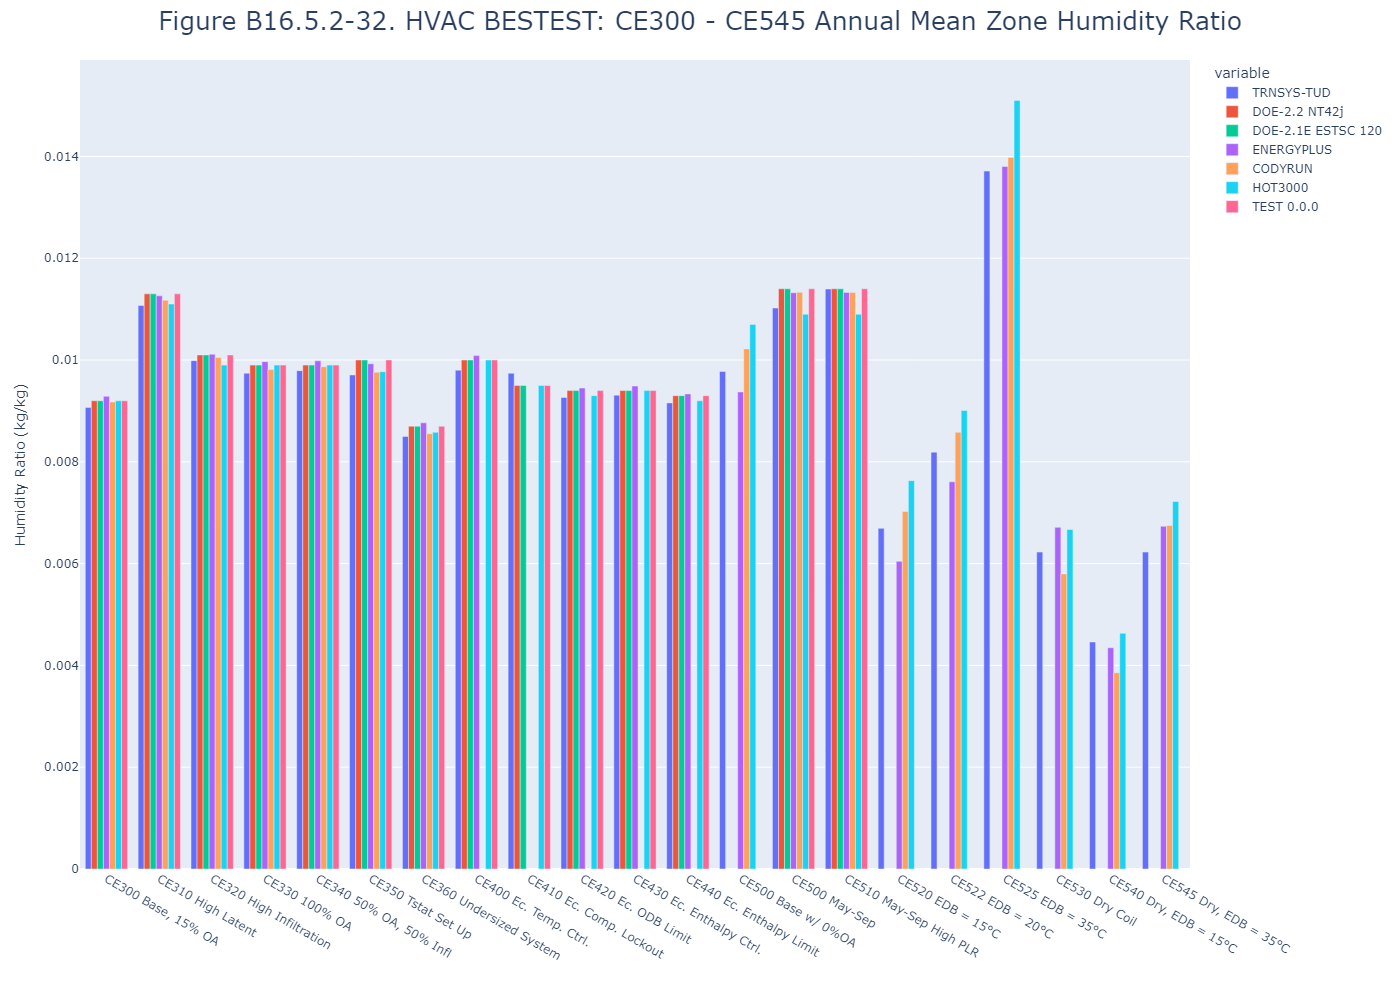 Figure B16.5.2-32. HVAC BESTEST: CE300 - CE545 Annual Mean Zone Humidity Ratio
variable
TRNSYS-TUD
DOE-2.2 NT42j
DOE-2.1E ESTSC 120
ENERGYPLUS
CODYRUN
HOT3000
TEST 0.0.0
Humidity Ratio (kg/kg)
0.014
0.012
0.01
0.008
0.006
0.004
0.002
0
CE300 Base, 15% OA
CE310 High Latent
CE320 High Infiltration
CE330 100% OA
CE340 50% OA, 50% Infl
CE350 Tstat Set Up
CE360 Undersized System
CE400 Ec. Temp. Ctrl.
CE410 Ec. Comp. Lockout
CE420 Ec. ODB Limit
CE430 Ec. Enthalpy Ctrl.
CE440 Ec. Enthalpy Limit
CE500 Base w/ 0%OA
CE500 May-Sep
CE510 May-Sep High PLR
CE520 EDB = 15°C
CE522 EDB = 20°C
CE525 EDB = 35°C
CE530 Dry Coil
CE540 Dry, EDB = 15°C
CE545 Dry, EDB = 35°C